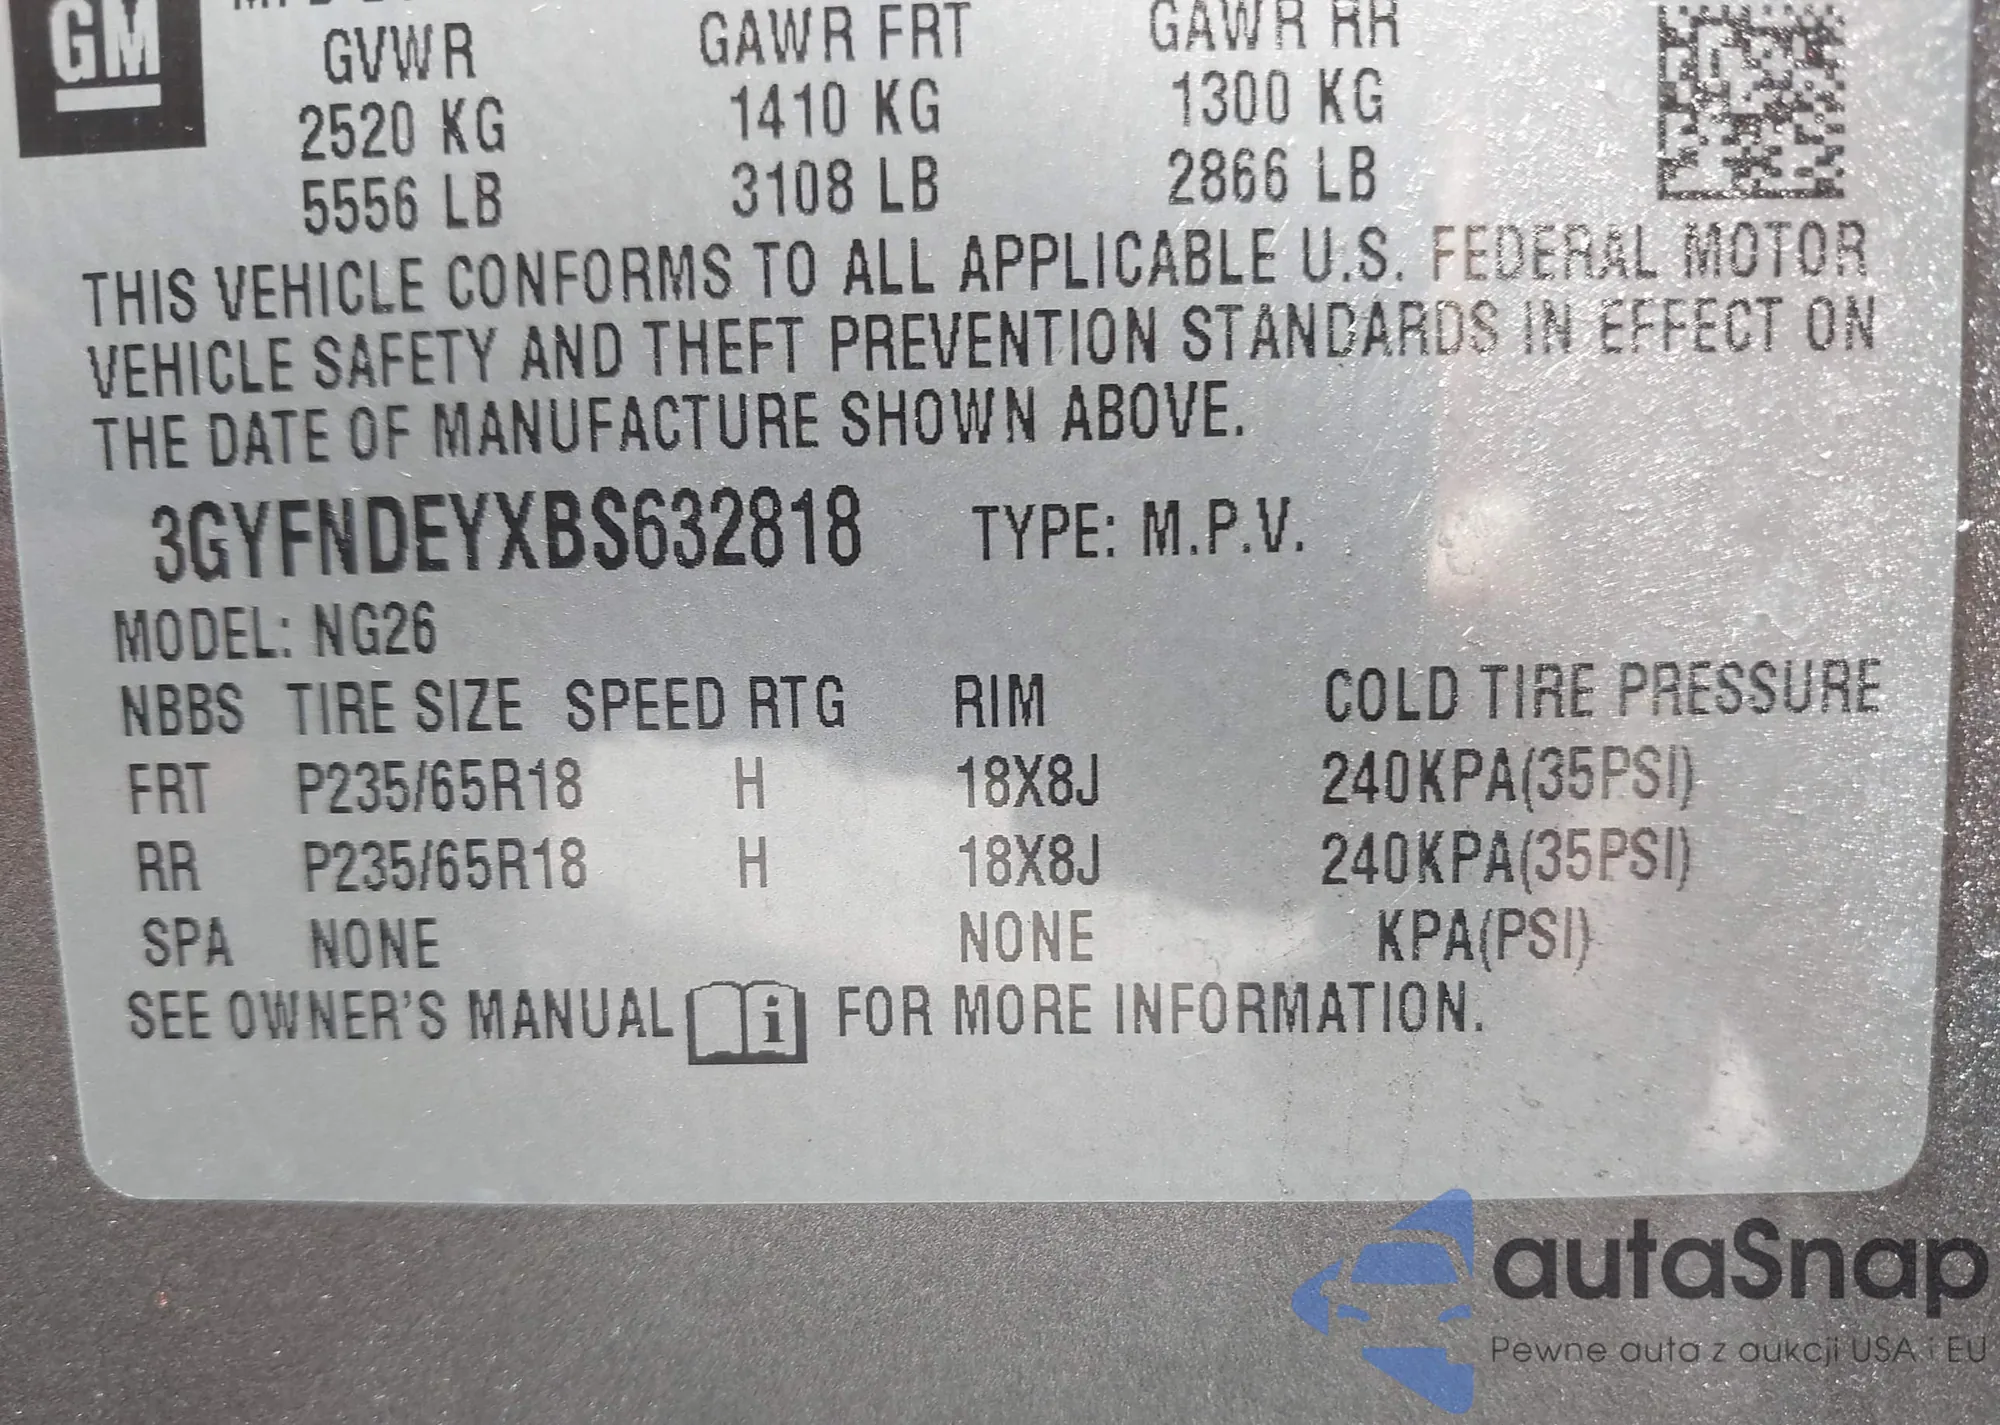 GM
GVWR GAWR FRT GAWR RR
2520 KG 1410 KG 1300 KG
5556 LB 3108 LB 2866 LB
THIS VEHICLE CONFORMS TO ALL APPLICABLE U.S. FEDERAL MOTOR
VEHICLE SAFETY AND THEFT PREVENTION STANDARDS IN EFFECT ON
THE DATE OF MANUFACTURE SHOWN ABOVE.
3GYFNDEYXBS632818 TYPE: M.P.V.
MODEL: NG26
NBBS TIRE SIZE SPEED RTG RIM COLD TIRE PRESSURE
FRT P235/65R18 H 18X8J 240KPA(35PSI)
RR P235/65R18 H 18X8J 240KPA(35PSI)
SPA NONE NONE KPA(PSI)
SEE OWNER'S MANUAL i FOR MORE INFORMATION.
autaSnap
Pewne auta z aukcji USA i EU